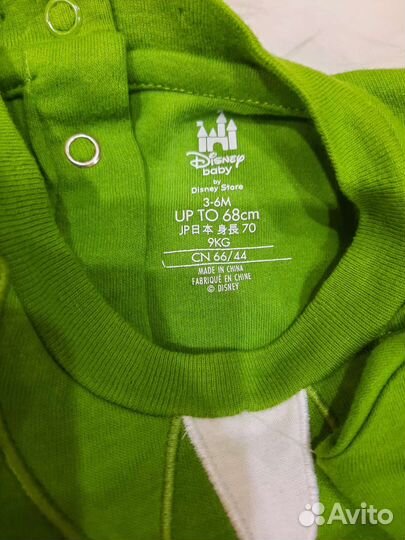 Disney
baby
by
Disney Store
3-6M
UP TO 68cm
JP日本 身長 70
9KG
CN 66/44
MADE IN CHINA
FABRIQUÉ EN CHINE
© DISNEY
Avito